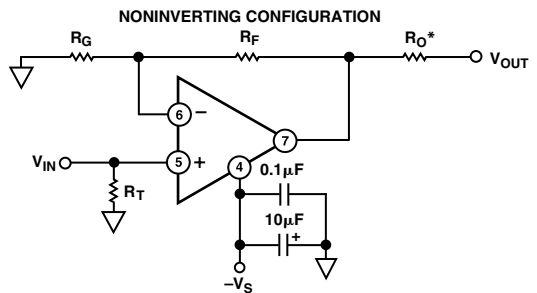 NONINVERTING CONFIGURATION
RG
RF
RO*
VOUT
6
–
7
VIN
5
+
4
0.1µF
RT
10µF
+
–VS